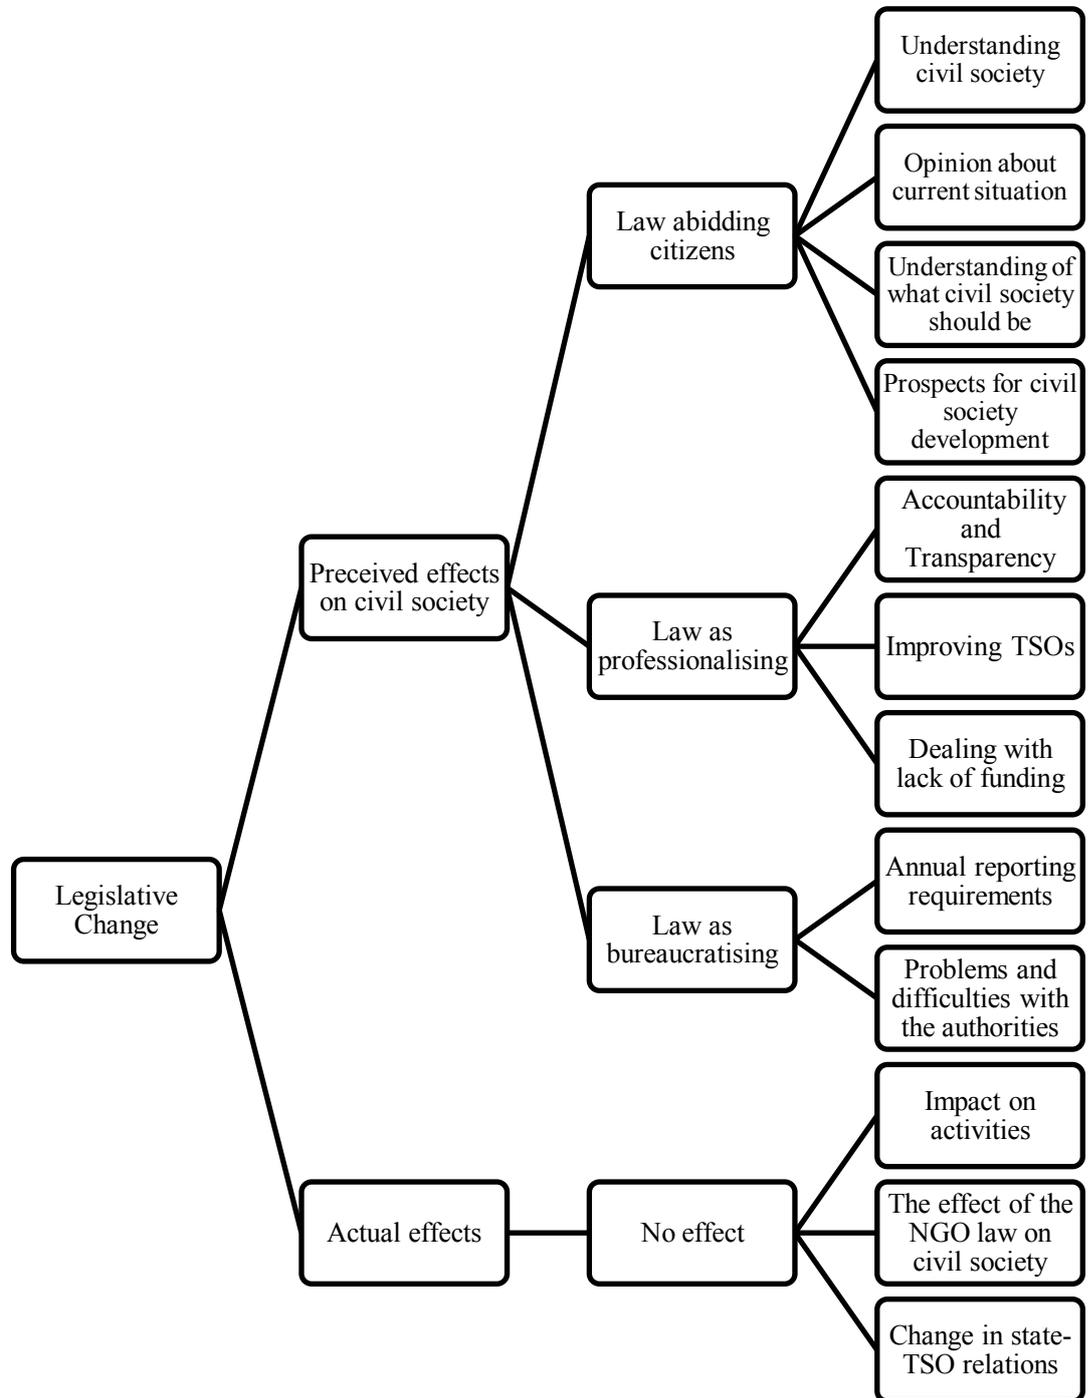 Understanding
civil society
Opinion about
current situation
Law abidding
citizens
Understanding of
what civil society
should be
Prospects for civil
society
development
Accountability
and
Transparency
Preceived effects
on civil society
Law as
professionalising
Improving TSOs
Dealing with
lack of funding
Annual reporting
requirements
Legislative
Change
Law as
bureaucratising
Problems and
difficulties with
the authorities
Impact on
activities
Actual effects
No effect
The effect of the
NGO law on
civil society
Change in state-
TSO relations